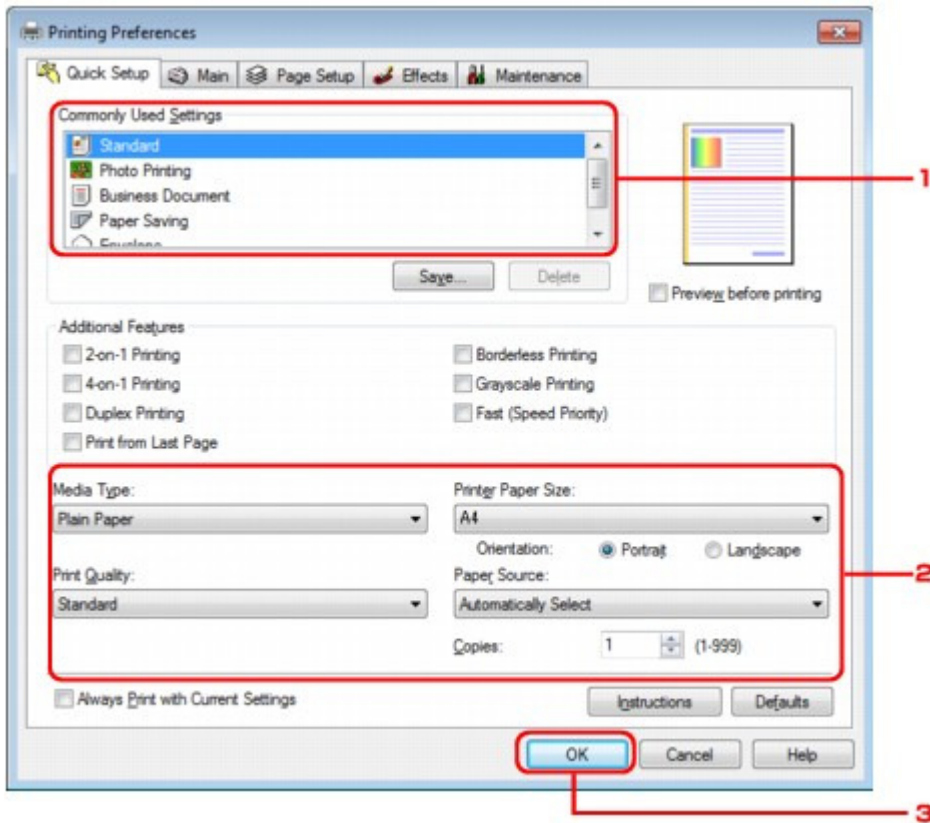 Printing Preferences
Quick Setup Main Page Setup Effects Maintenance
Commonly Used Settings
Standard
Photo Printing
Business Document
Paper Saving
Envelope
1
Save... Delete
Preview before printing
Additional Features
2-on-1 Printing
Borderless Printing
4-on-1 Printing
Grayscale Printing
Duplex Printing
Fast (Speed Priority)
Print from Last Page
Media Type:
Printer Paper Size:
Plain Paper
A4
Orientation: Portrait Landscape
2
Print Quality:
Paper Source:
Standard
Automatically Select
Copies: 1 (1-999)
Always Print with Current Settings
Instructions Defaults
OK Cancel Help
3